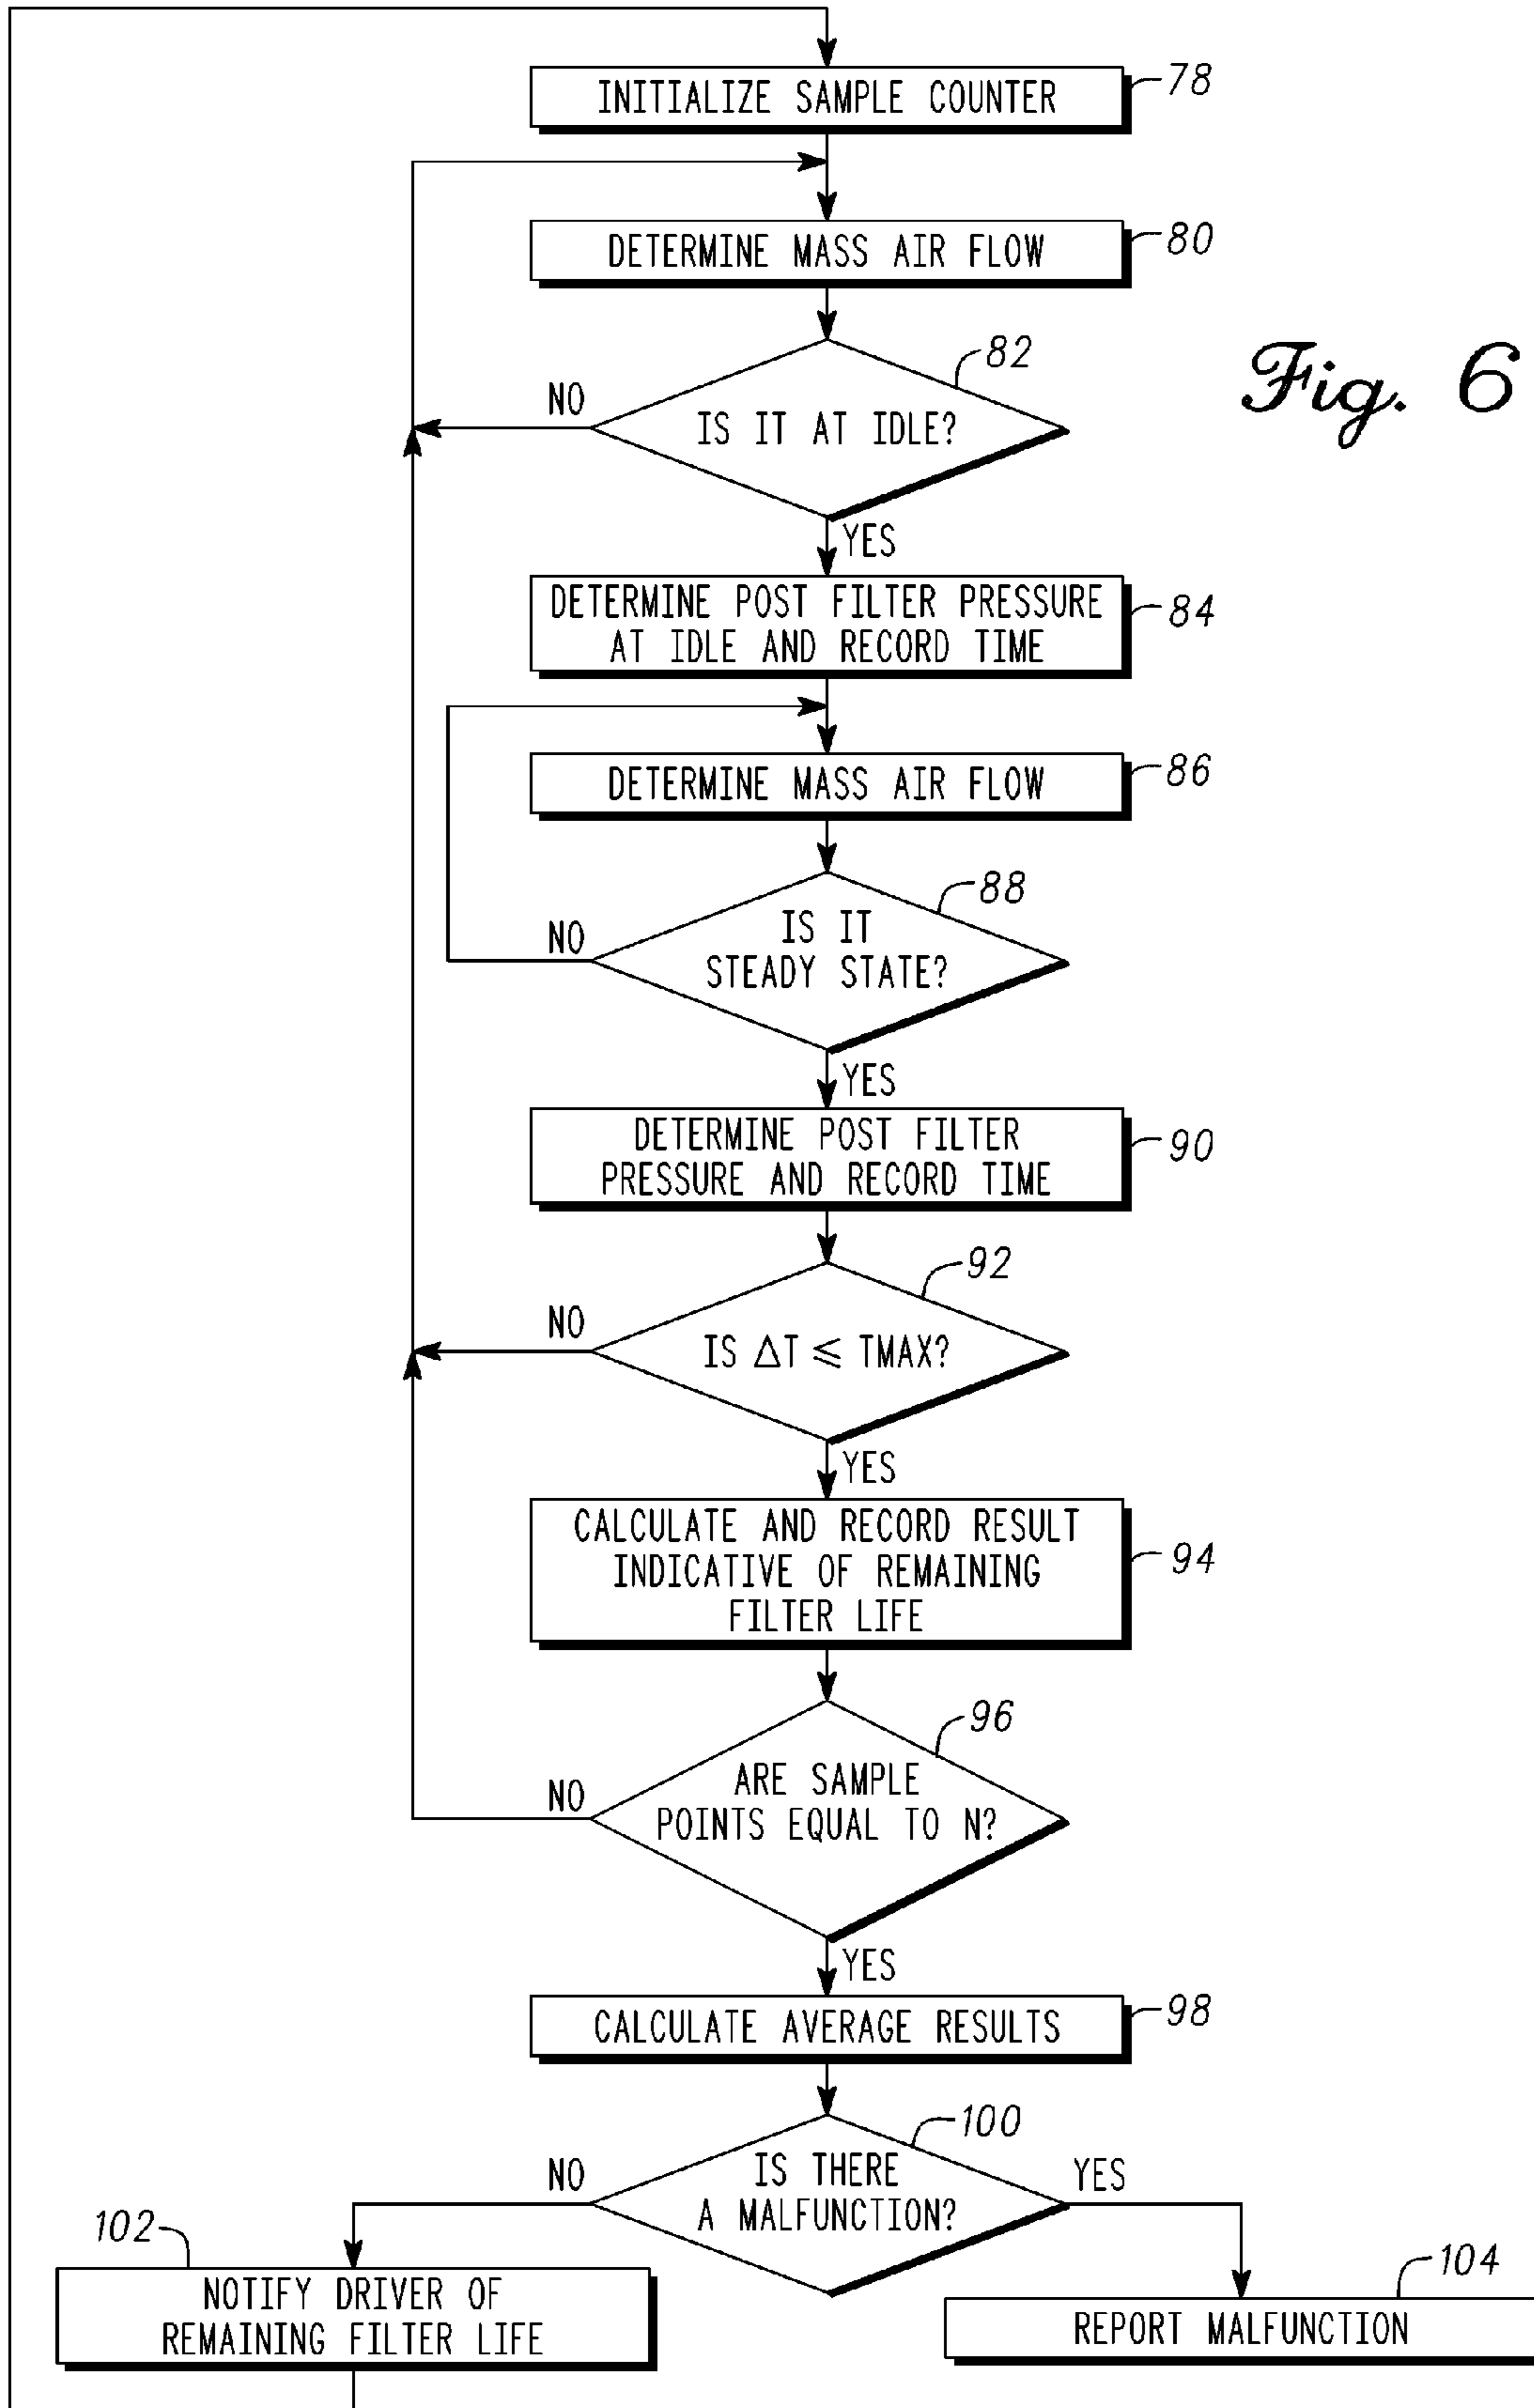 INITIALIZE SAMPLE COUNTER
78
DETERMINE MASS AIR FLOW
80
Fig. 6
82
NO
IS IT AT IDLE?
YES
DETERMINE POST FILTER PRESSURE
AT IDLE AND RECORD TIME
84
DETERMINE MASS AIR FLOW
86
88
NO
IS IT
STEADY STATE?
YES
DETERMINE POST FILTER
PRESSURE AND RECORD TIME
90
92
NO
IS ΔT ≤ TMAX?
YES
CALCULATE AND RECORD RESULT
INDICATIVE OF REMAINING
FILTER LIFE
94
96
NO
ARE SAMPLE
POINTS EQUAL TO N?
YES
CALCULATE AVERAGE RESULTS
98
100
NO
IS THERE
A MALFUNCTION?
YES
102
NOTIFY DRIVER OF
REMAINING FILTER LIFE
104
REPORT MALFUNCTION